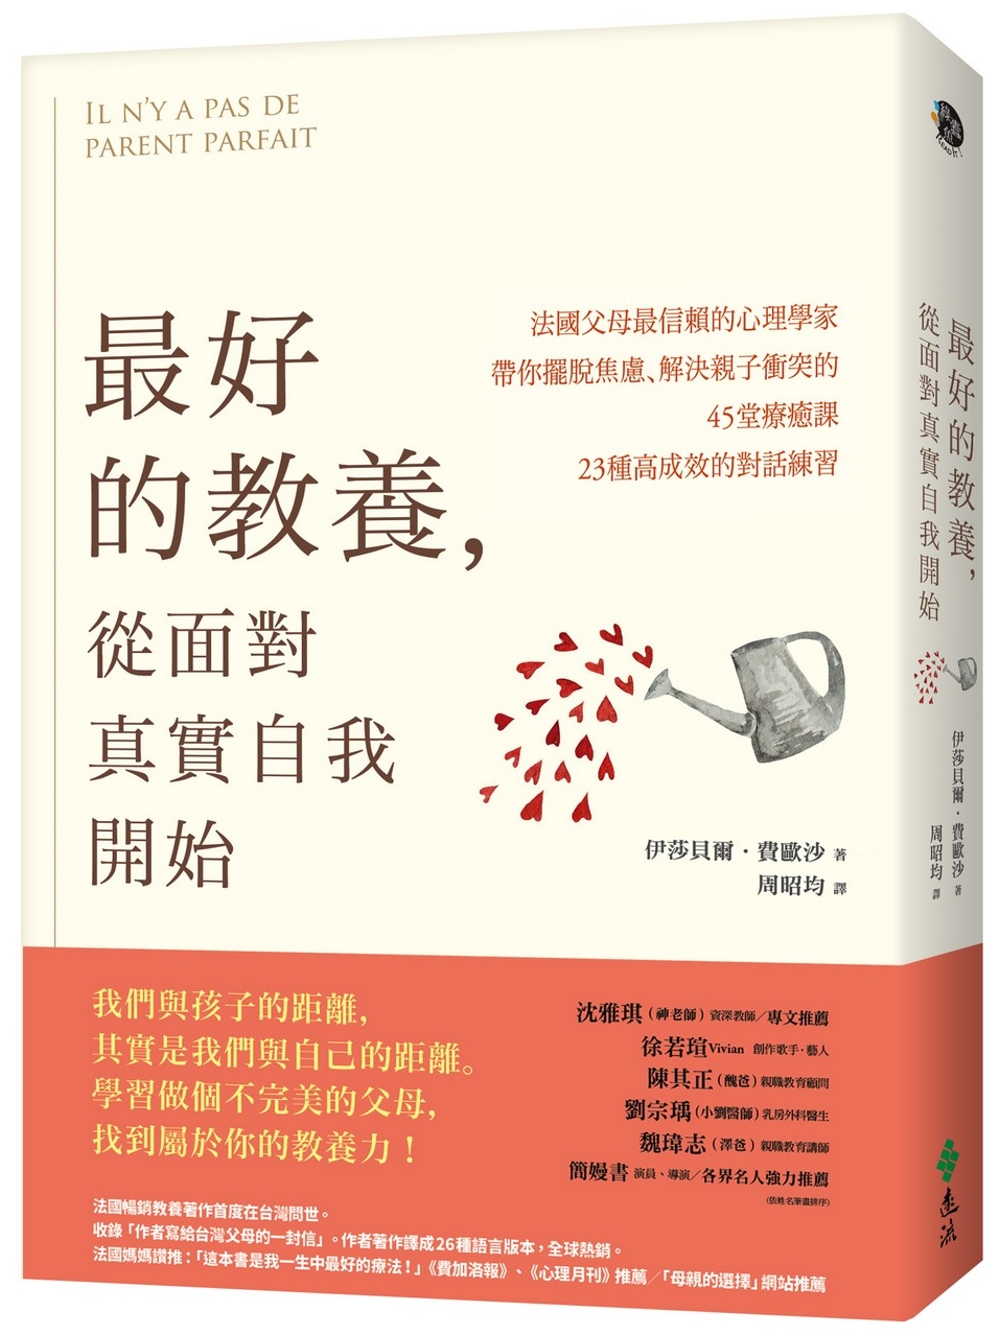 IL N'Y A PAS DE
PARENT PARFAIT
最好
的教養，
從面對
真實自我
開始
法國父母最信賴的心理學家
帶你擺脫焦慮、解決親子衝突的
45堂療癒課
23種高成效的對話練習
伊莎貝爾・費歐沙 著
周昭均 譯
我們與孩子的距離，
其實是我們與自己的距離。
學習做個不完美的父母，
找到屬於你的教養力！
沈雅琪（神老師）資深教師／專文推薦
徐若瑄Vivian 創作歌手・藝人
陳其正（醜爸）親職教育顧問
劉宗瑀（小劉醫師）乳房外科醫生
魏瑋志（澤爸）親職教育講師
簡嫚書 演員、導演／各界名人強力推薦
（依姓名筆畫排序）
法國暢銷教養著作首度在台灣問世。
收錄「作者寫給台灣父母的一封信」。作者著作譯成26種語言版本，全球熱銷。
法國媽媽讚推：「這本書是我一生中最好的療法！」《費加洛報》、《心理月刊》推薦／「母親的選擇」網站推薦
READ IT!
最好的教養，
從面對真實自我開始
伊莎貝爾・費歐沙 著
周昭均 譯
遠流